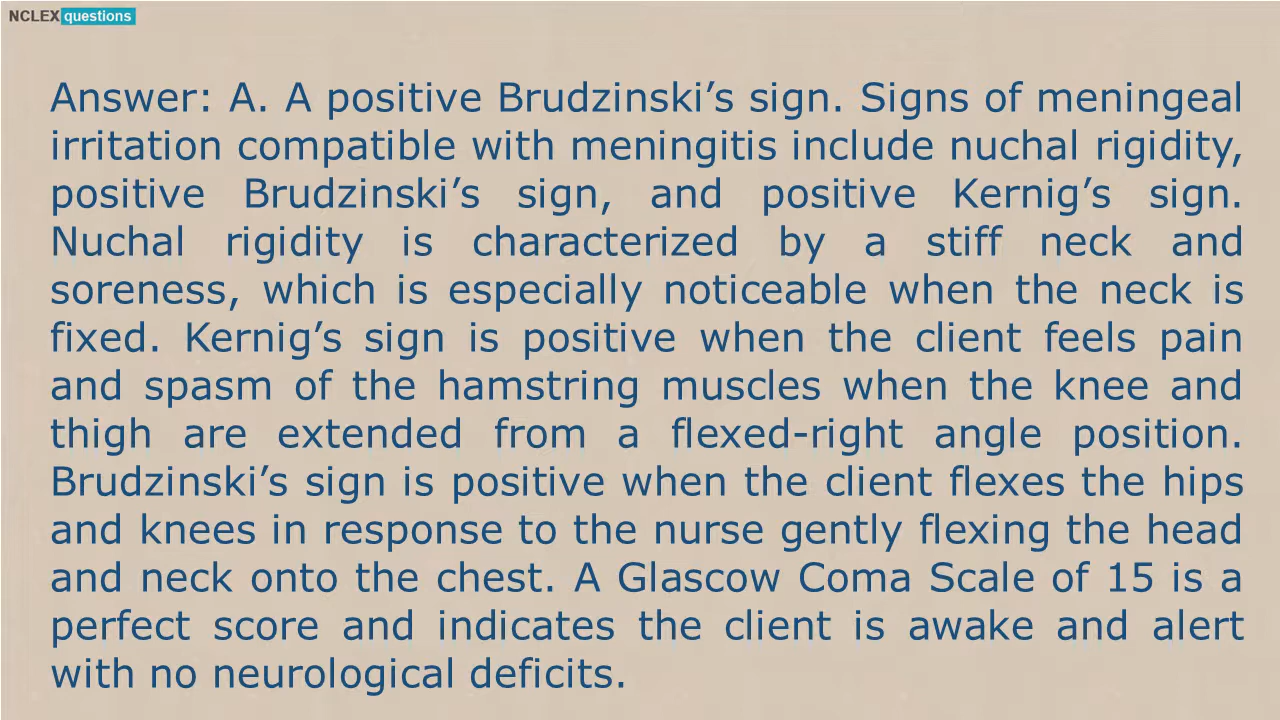 NCLEX questions
Answer: A. A positive Brudzinski’s sign. Signs of meningeal
irritation compatible with meningitis include nuchal rigidity,
positive Brudzinski’s sign, and positive Kernig’s sign.
Nuchal rigidity is characterized by a stiff neck and
soreness, which is especially noticeable when the neck is
fixed. Kernig’s sign is positive when the client feels pain
and spasm of the hamstring muscles when the knee and
thigh are extended from a flexed-right angle position.
Brudzinski’s sign is positive when the client flexes the hips
and knees in response to the nurse gently flexing the head
and neck onto the chest. A Glascow Coma Scale of 15 is a
perfect score and indicates the client is awake and alert
with no neurological deficits.